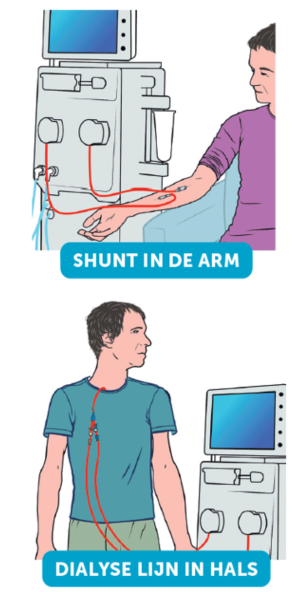 SHUNT IN DE ARM
DIALYSE LIJN IN HALS